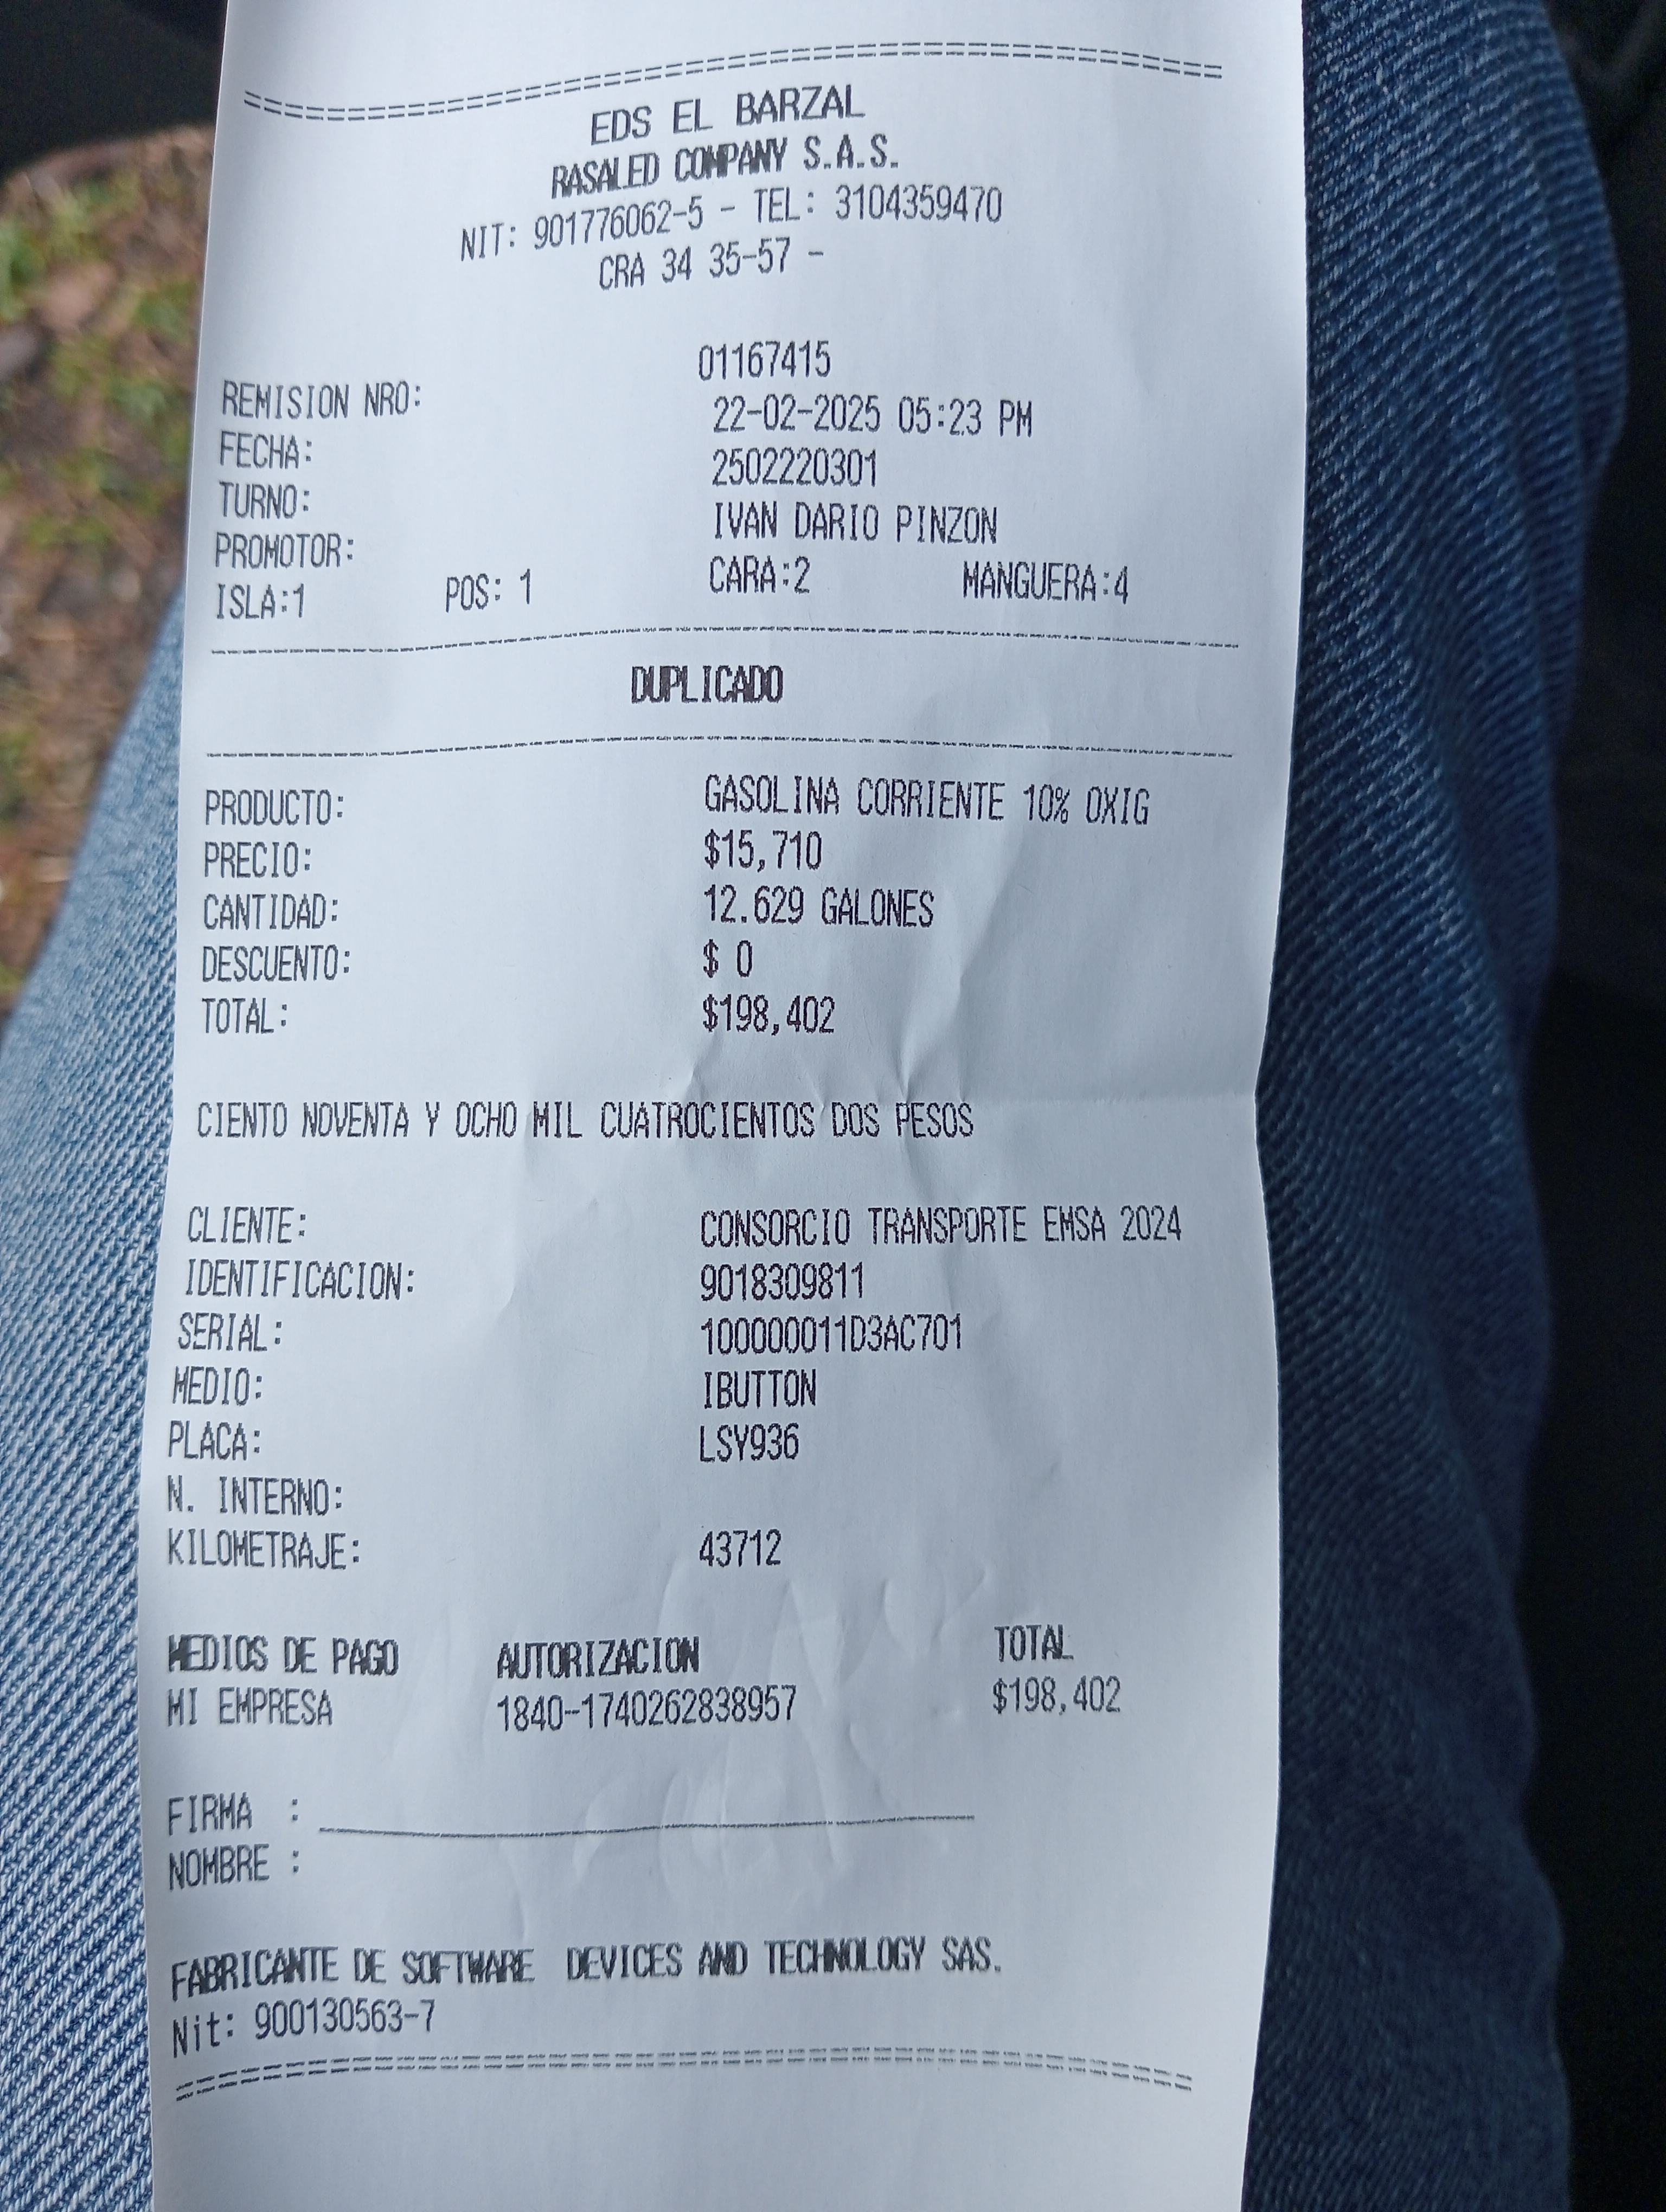 EDS EL BARZAL
RASALED COMPANY S.A.S.
NIT: 901776062-5 - TEL: 3104359470
CRA 34 35-57 -
REMISION NRO: 01167415
FECHA: 22-02-2025 05:23 PM
TURNO: 2502220301
PROMOTOR: IVAN DARIO PINZON
ISLA:1 POS: 1 CARA:2 MANGUERA:4
DUPLICADO
PRODUCTO: GASOLINA CORRIENTE 10% OXIG
PRECIO: $15,710
CANTIDAD: 12.629 GALONES
DESCUENTO: $ 0
TOTAL: $198,402
CIENTO NOVENTA Y OCHO MIL CUATROCIENTOS DOS PESOS
CLIENTE: CONSORCIO TRANSPORTE EMSA 2024
IDENTIFICACION: 9018309811
SERIAL: 100000011D3AC701
MEDIO: IBUTTON
PLACA: LSY936
N. INTERNO:
KILOMETRAJE: 43712
MEDIOS DE PAGO AUTORIZACION TOTAL
MI EMPRESA 1840-1740262838957 $198,402
FIRMA :
NOMBRE :
FABRICANTE DE SOFTWARE DEVICES AND TECHNOLOGY SAS.
Nit: 900130563-7